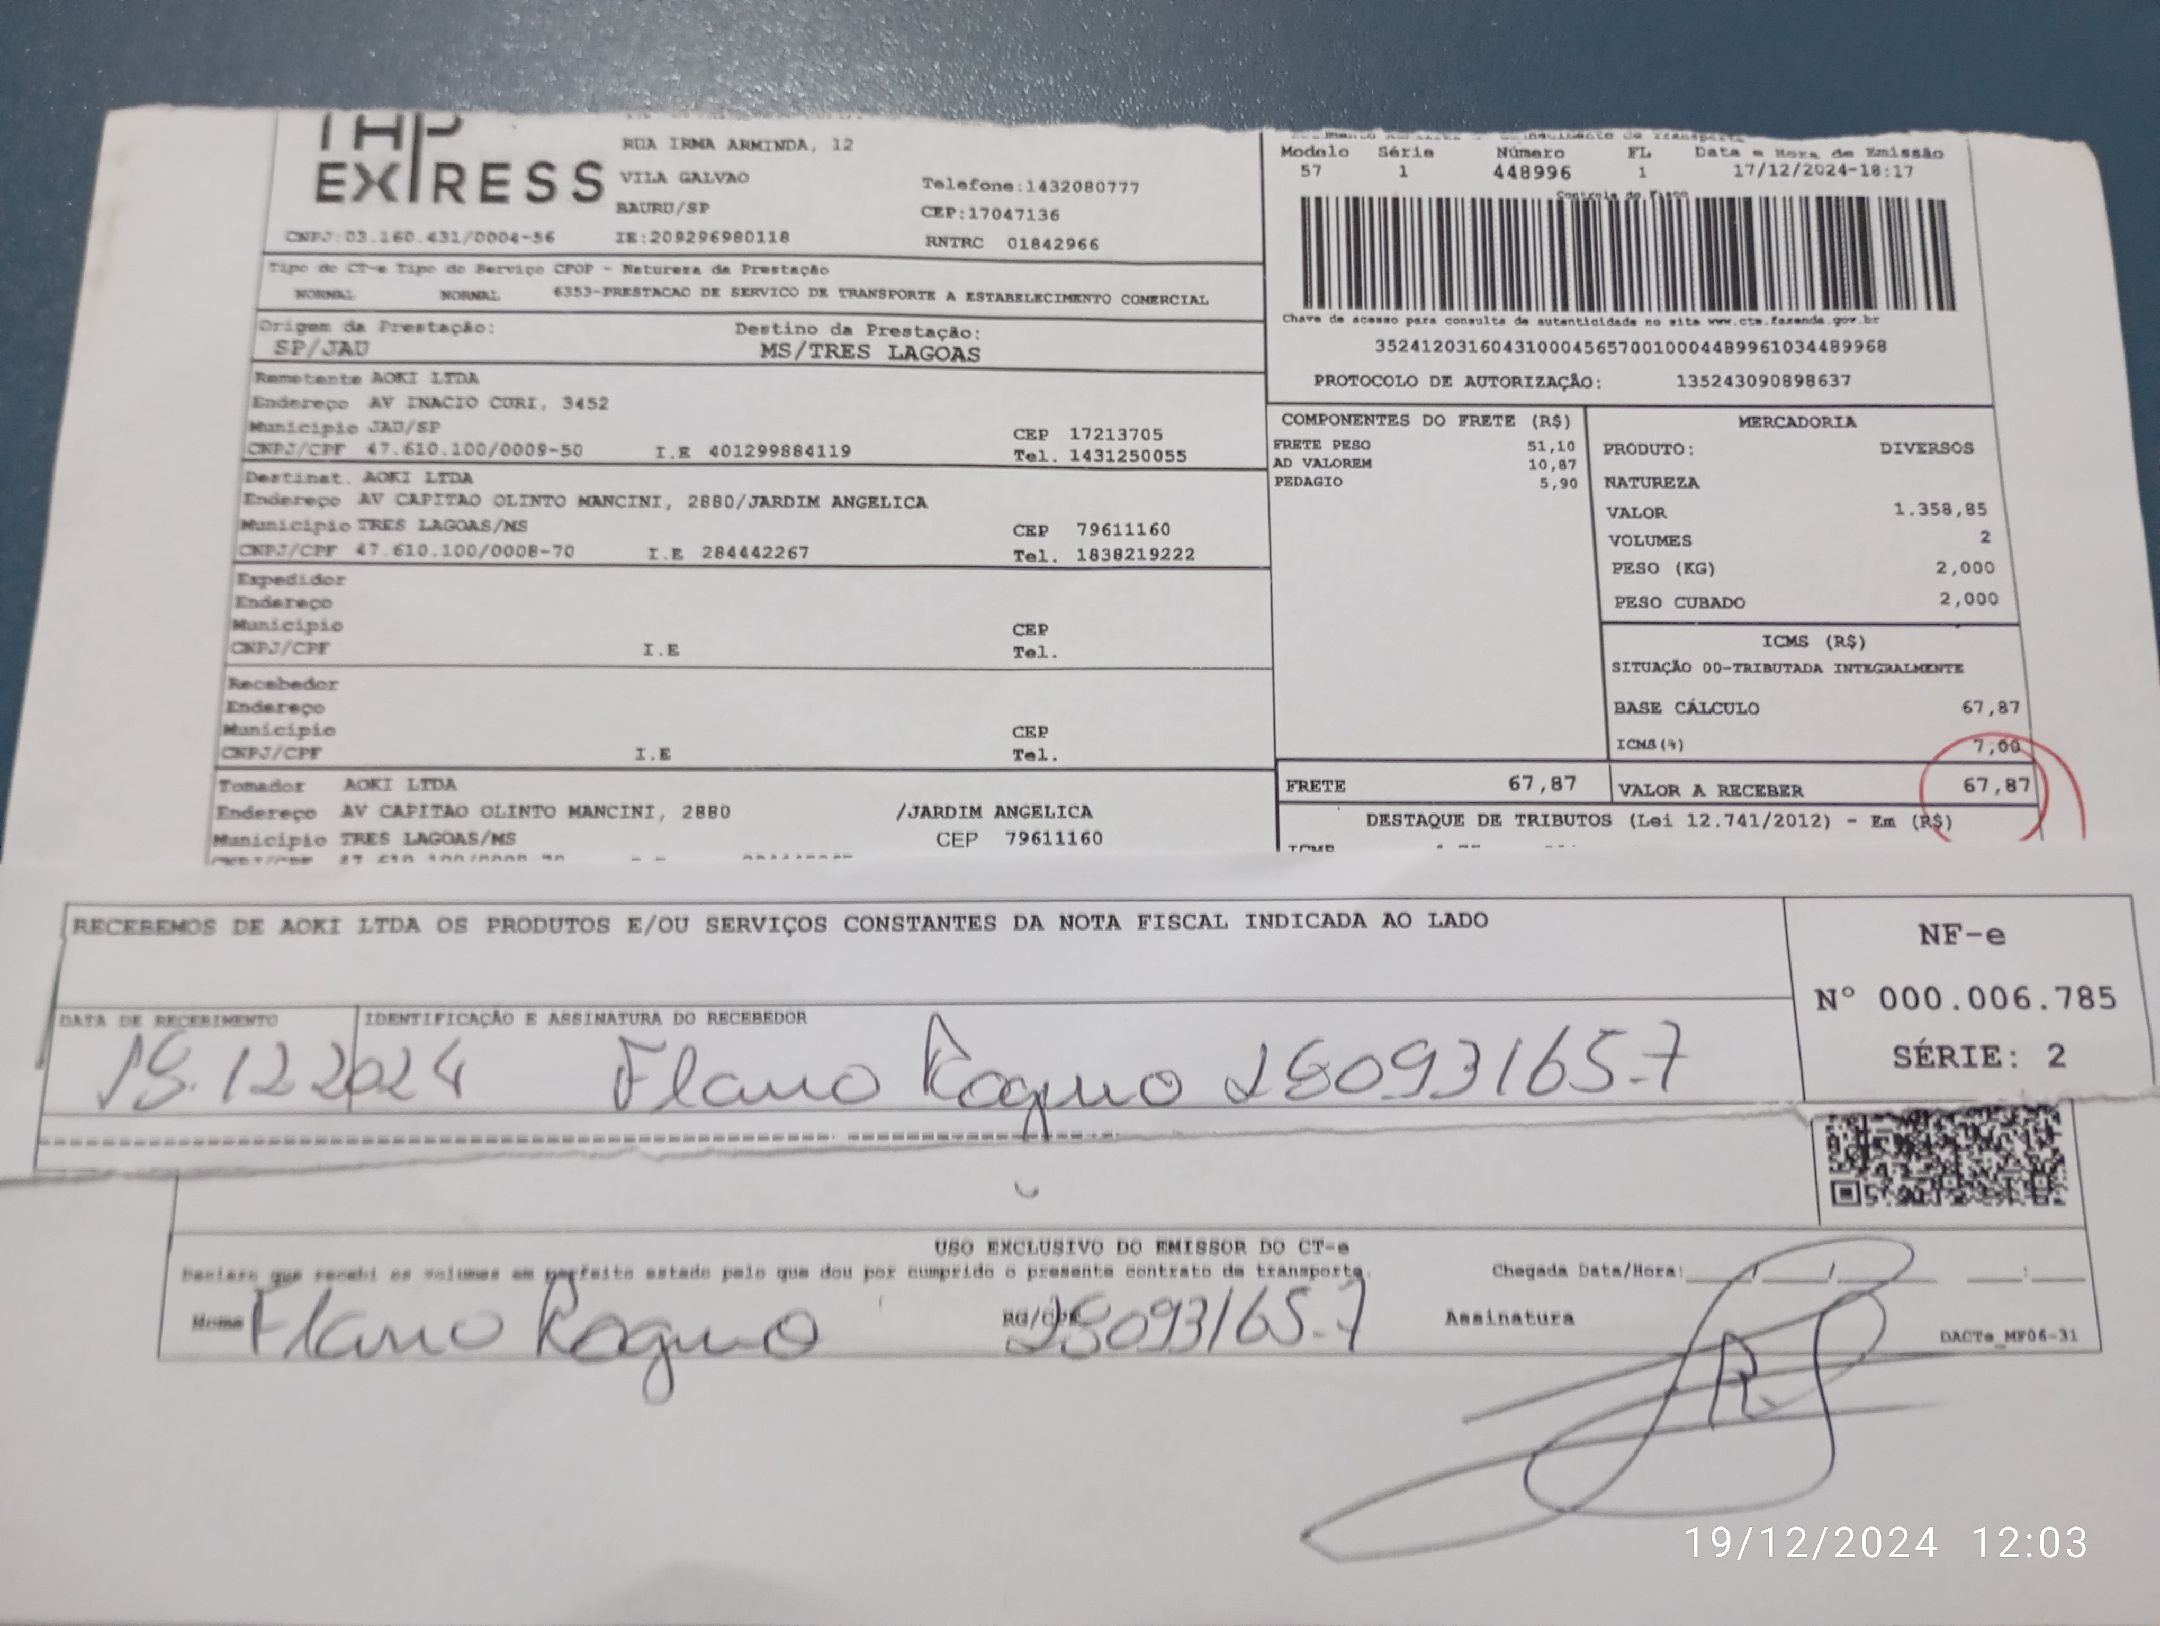 THP
EXPRESS
RUA IRMA ARMINDA, 12
VILA GALVAO
Telefone:1432080777
BAURU/SP
CEP:17047136
CNPJ:03.160.431/0004-56
IE:209296980118
RNTRC 01842966
Modelo Série Número FL Data e Hora de Emissão
57 1 448996 1 17/12/2024-18:17
Controle do Fisco
Chave de acesso para consulta de autenticidade no site www.cte.fazenda.gov.br
35241203160431000456570010004489961034489968
PROTOCOLO DE AUTORIZAÇÃO: 135243090898637
Tipo do CT-e Tipo do Serviço CFOP - Natureza da Prestação
NORMAL NORMAL 6353-PRESTACAO DE SERVICO DE TRANSPORTE A ESTABELECIMENTO COMERCIAL
Origem da Prestação: Destino da Prestação:
SP/JAU MS/TRES LAGOAS
Remetente AOKI LTDA
Endereço AV INACIO CURI, 3452
Município JAU/SP CEP 17213705
CNPJ/CPF 47.610.100/0009-50 I.E 401299884119 Tel. 1431250055
Destinat. AOKI LTDA
Endereço AV CAPITAO OLINTO MANCINI, 2880/JARDIM ANGELICA
Município TRES LAGOAS/MS CEP 79611160
CNPJ/CPF 47.610.100/0008-70 I.E 284442267 Tel. 1838219222
Expedidor
Endereço
Município CEP
CNPJ/CPF I.E Tel.
Recebedor
Endereço
Município CEP
CNPJ/CPF I.E Tel.
Tomador AOKI LTDA
Endereço AV CAPITAO OLINTO MANCINI, 2880 /JARDIM ANGELICA
Município TRES LAGOAS/MS CEP 79611160
COMPONENTES DO FRETE (R$)
FRETE PESO 51,10
AD VALOREM 10,87
PEDAGIO 5,90
MERCADORIA
PRODUTO: DIVERSOS
NATUREZA
VALOR 1.358,85
VOLUMES 2
PESO (KG) 2,000
PESO CUBADO 2,000
ICMS (R$)
SITUAÇÃO 00-TRIBUTADA INTEGRALMENTE
BASE CÁLCULO 67,87
ICMS(%) 7,00
FRETE 67,87 VALOR A RECEBER 67,87
DESTAQUE DE TRIBUTOS (Lei 12.741/2012) - Em (R$)
RECEBEMOS DE AOKI LTDA OS PRODUTOS E/OU SERVIÇOS CONSTANTES DA NOTA FISCAL INDICADA AO LADO
NF-e
Nº 000.006.785
SÉRIE: 2
DATA DE RECEBIMENTO IDENTIFICAÇÃO E ASSINATURA DO RECEBEDOR
19.12 2024 Flavio Rogno 28093165-7
USO EXCLUSIVO DO EMISSOR DO CT-e
Declaro que recebi os volumes em perfeito estado pelo que dou por cumprido o presente contrato de transporte. Chegada Data/Hora:___/___/___ __:__
Nome Flavio Rogno RG/CPF 28093165-7 Assinatura
DACTe_MF06-31
19/12/2024 12:03